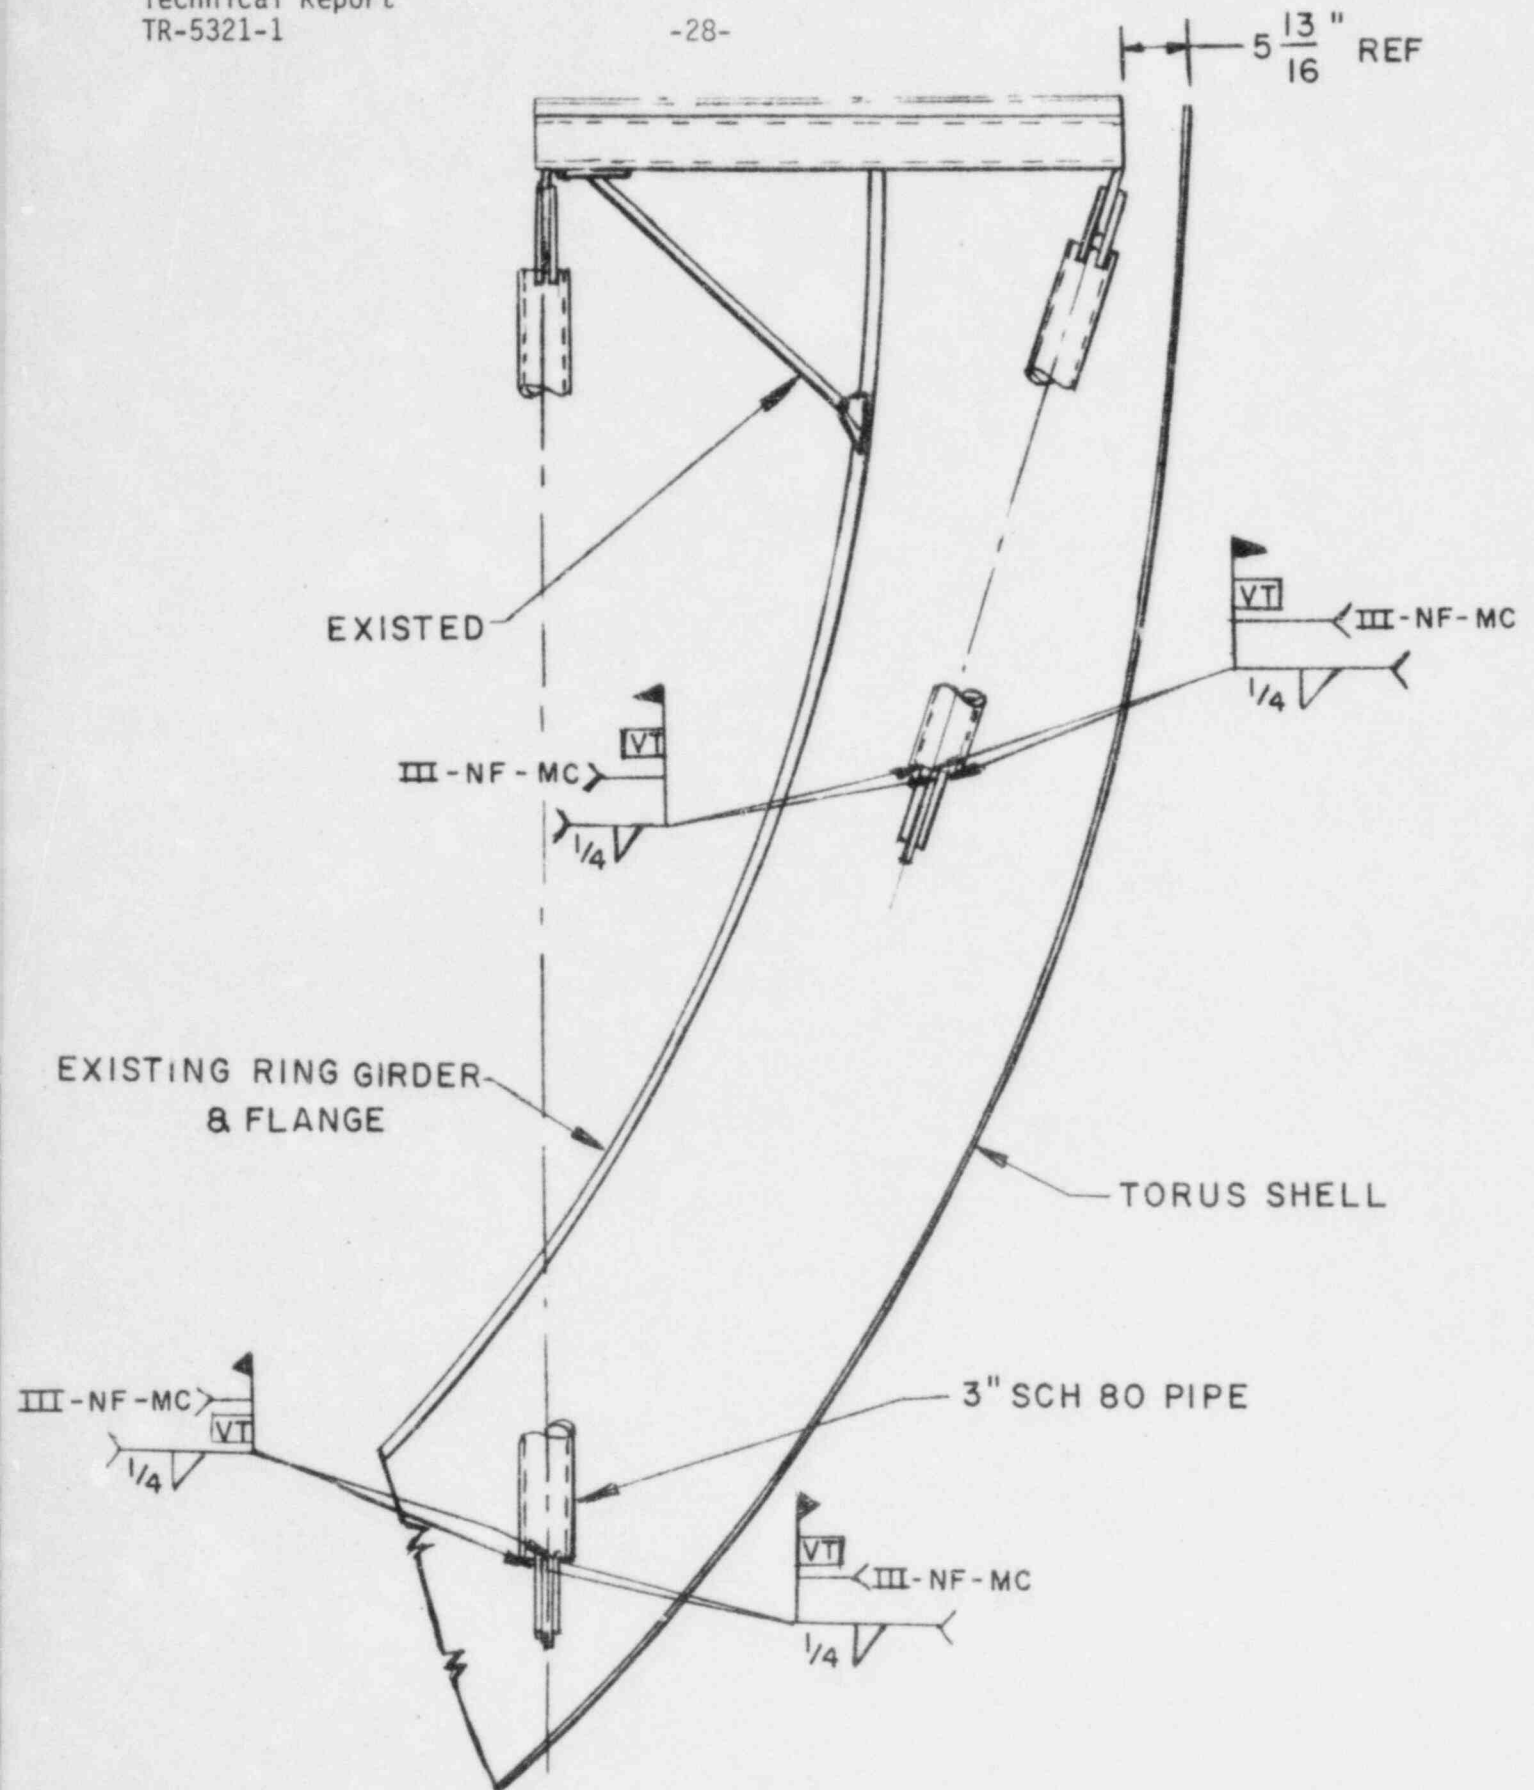 Technical Report
TR-5321-1
-28-
5 13/16" REF
EXISTED
VT
III-NF-MC
1/4
VT
III-NF-MC
1/4
EXISTING RING GIRDER
& FLANGE
TORUS SHELL
3" SCH 80 PIPE
III-NF-MC
VT
1/4
VT
III-NF-MC
1/4